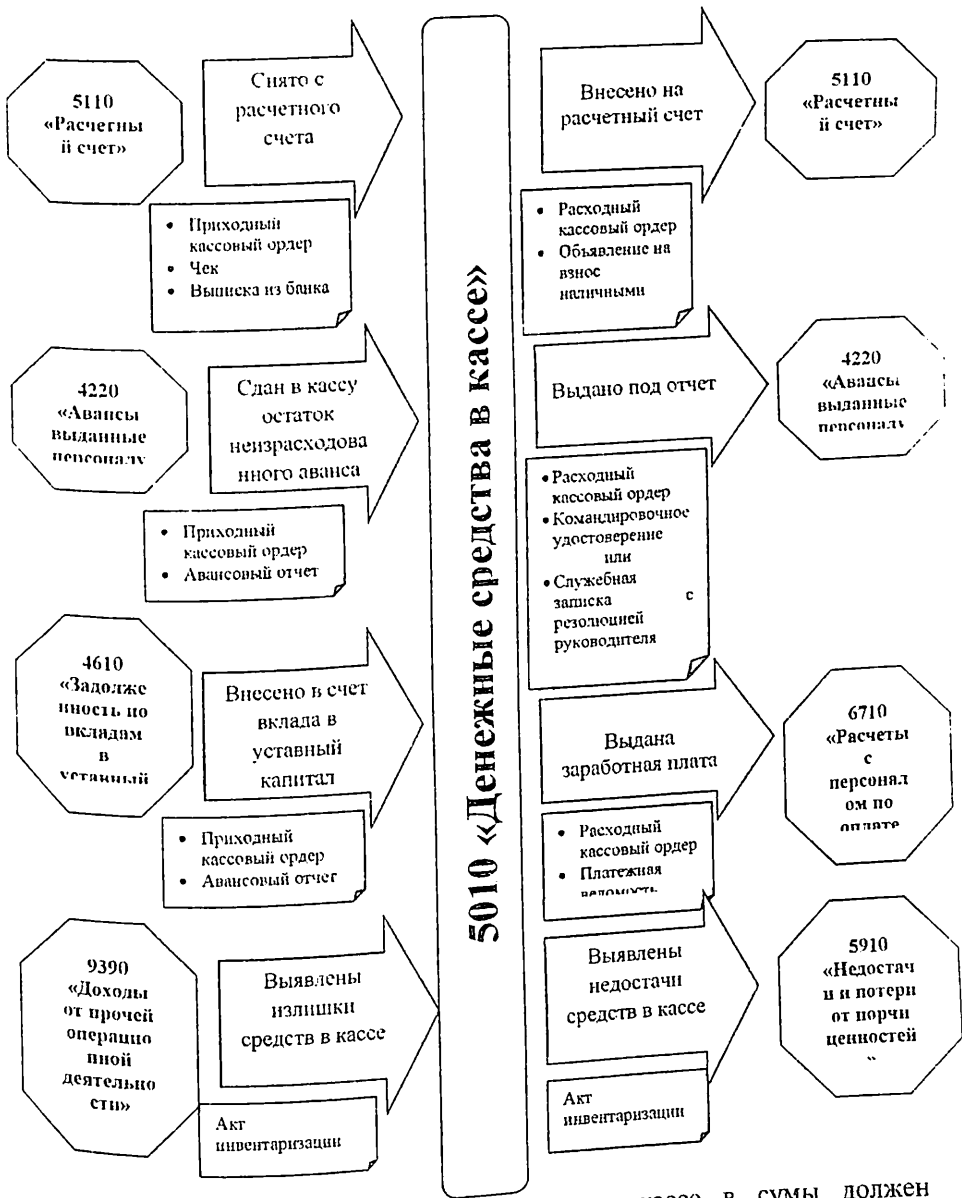 5110
«Расчетны
й счет»
Снято с
расчетного
счета
• Приходный
кассовый ордер
• Чек
• Выписка из банка
4220
«Авансы
выданные
персоналу
Сдан в кассу
остаток
неизрасходова
нного аванса
• Приходный
кассовый ордер
• Авансовый отчет
4610
«Задолже
нность по
вкладам
в
уставный
Внесено в счет
вклада в
уставный
капитал
• Приходный
кассовый ордер
• Авансовый отчет
9390
«Доходы
от прочей
операцио
нной
деятельно
сти»
Выявлены
излишки
средств в кассе
Акт
инвентаризации
5010 «Денежные средства в кассе»
Внесено на
расчетный счет
5110
«Расчетны
й счет»
• Расходный
кассовый ордер
• Объявление на
взнос
наличными
Выдано под отчет
4220
«Авансы
выданные
персоналу
• Расходный
кассовый ордер
• Командировочное
удостоверение
или
• Служебная
записка с
резолюцией
руководителя
Выдана
заработная плата
6710
«Расчеты
с
персонал
ом по
оплате
• Расходный
кассовый ордер
• Платежная
ведомость
Выявлены
недостачи
средств в кассе
5910
«Недостач
и и потери
от порчи
ценностей
»
Акт
инвентаризации
в сумы должен